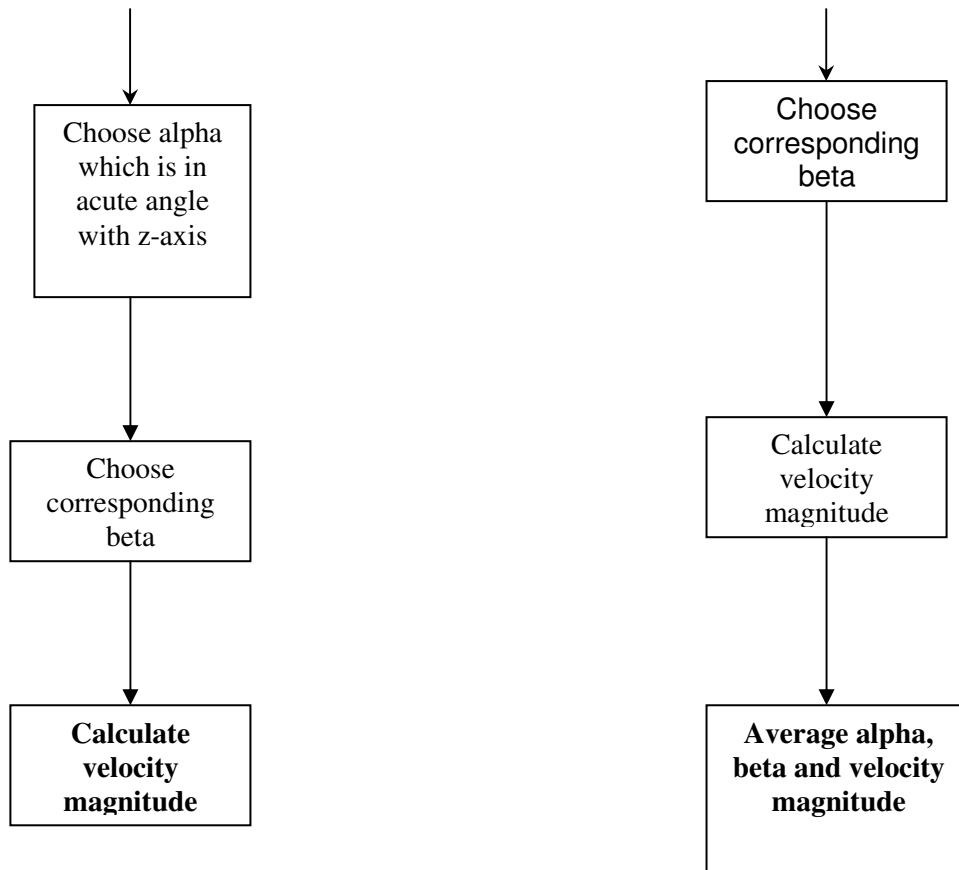 Choose alpha
which is in
acute angle
with z-axis
Choose
corresponding
beta
Calculate
velocity
magnitude
Choose
corresponding
beta
Calculate
velocity
magnitude
Average alpha,
beta and velocity
magnitude